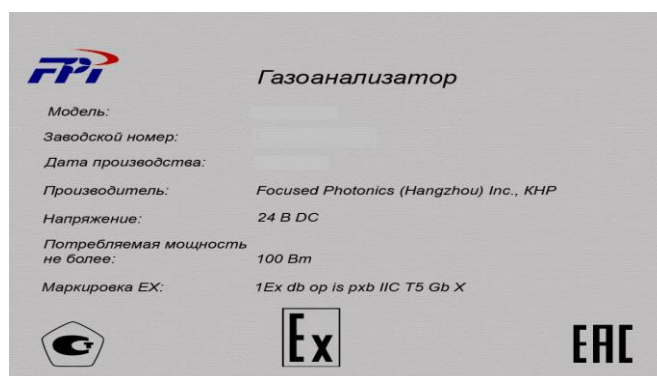 FPi
Газоанализатор
Модель:
Заводской номер:
Дата производства:
Производитель: Focused Photonics (Hangzhou) Inc., КНР
Напряжение: 24 В DC
Потребляемая мощность
не более: 100 Вт
Маркировка EX: 1Ex db op is pxb IIC T5 Gb X
Ex
EAC